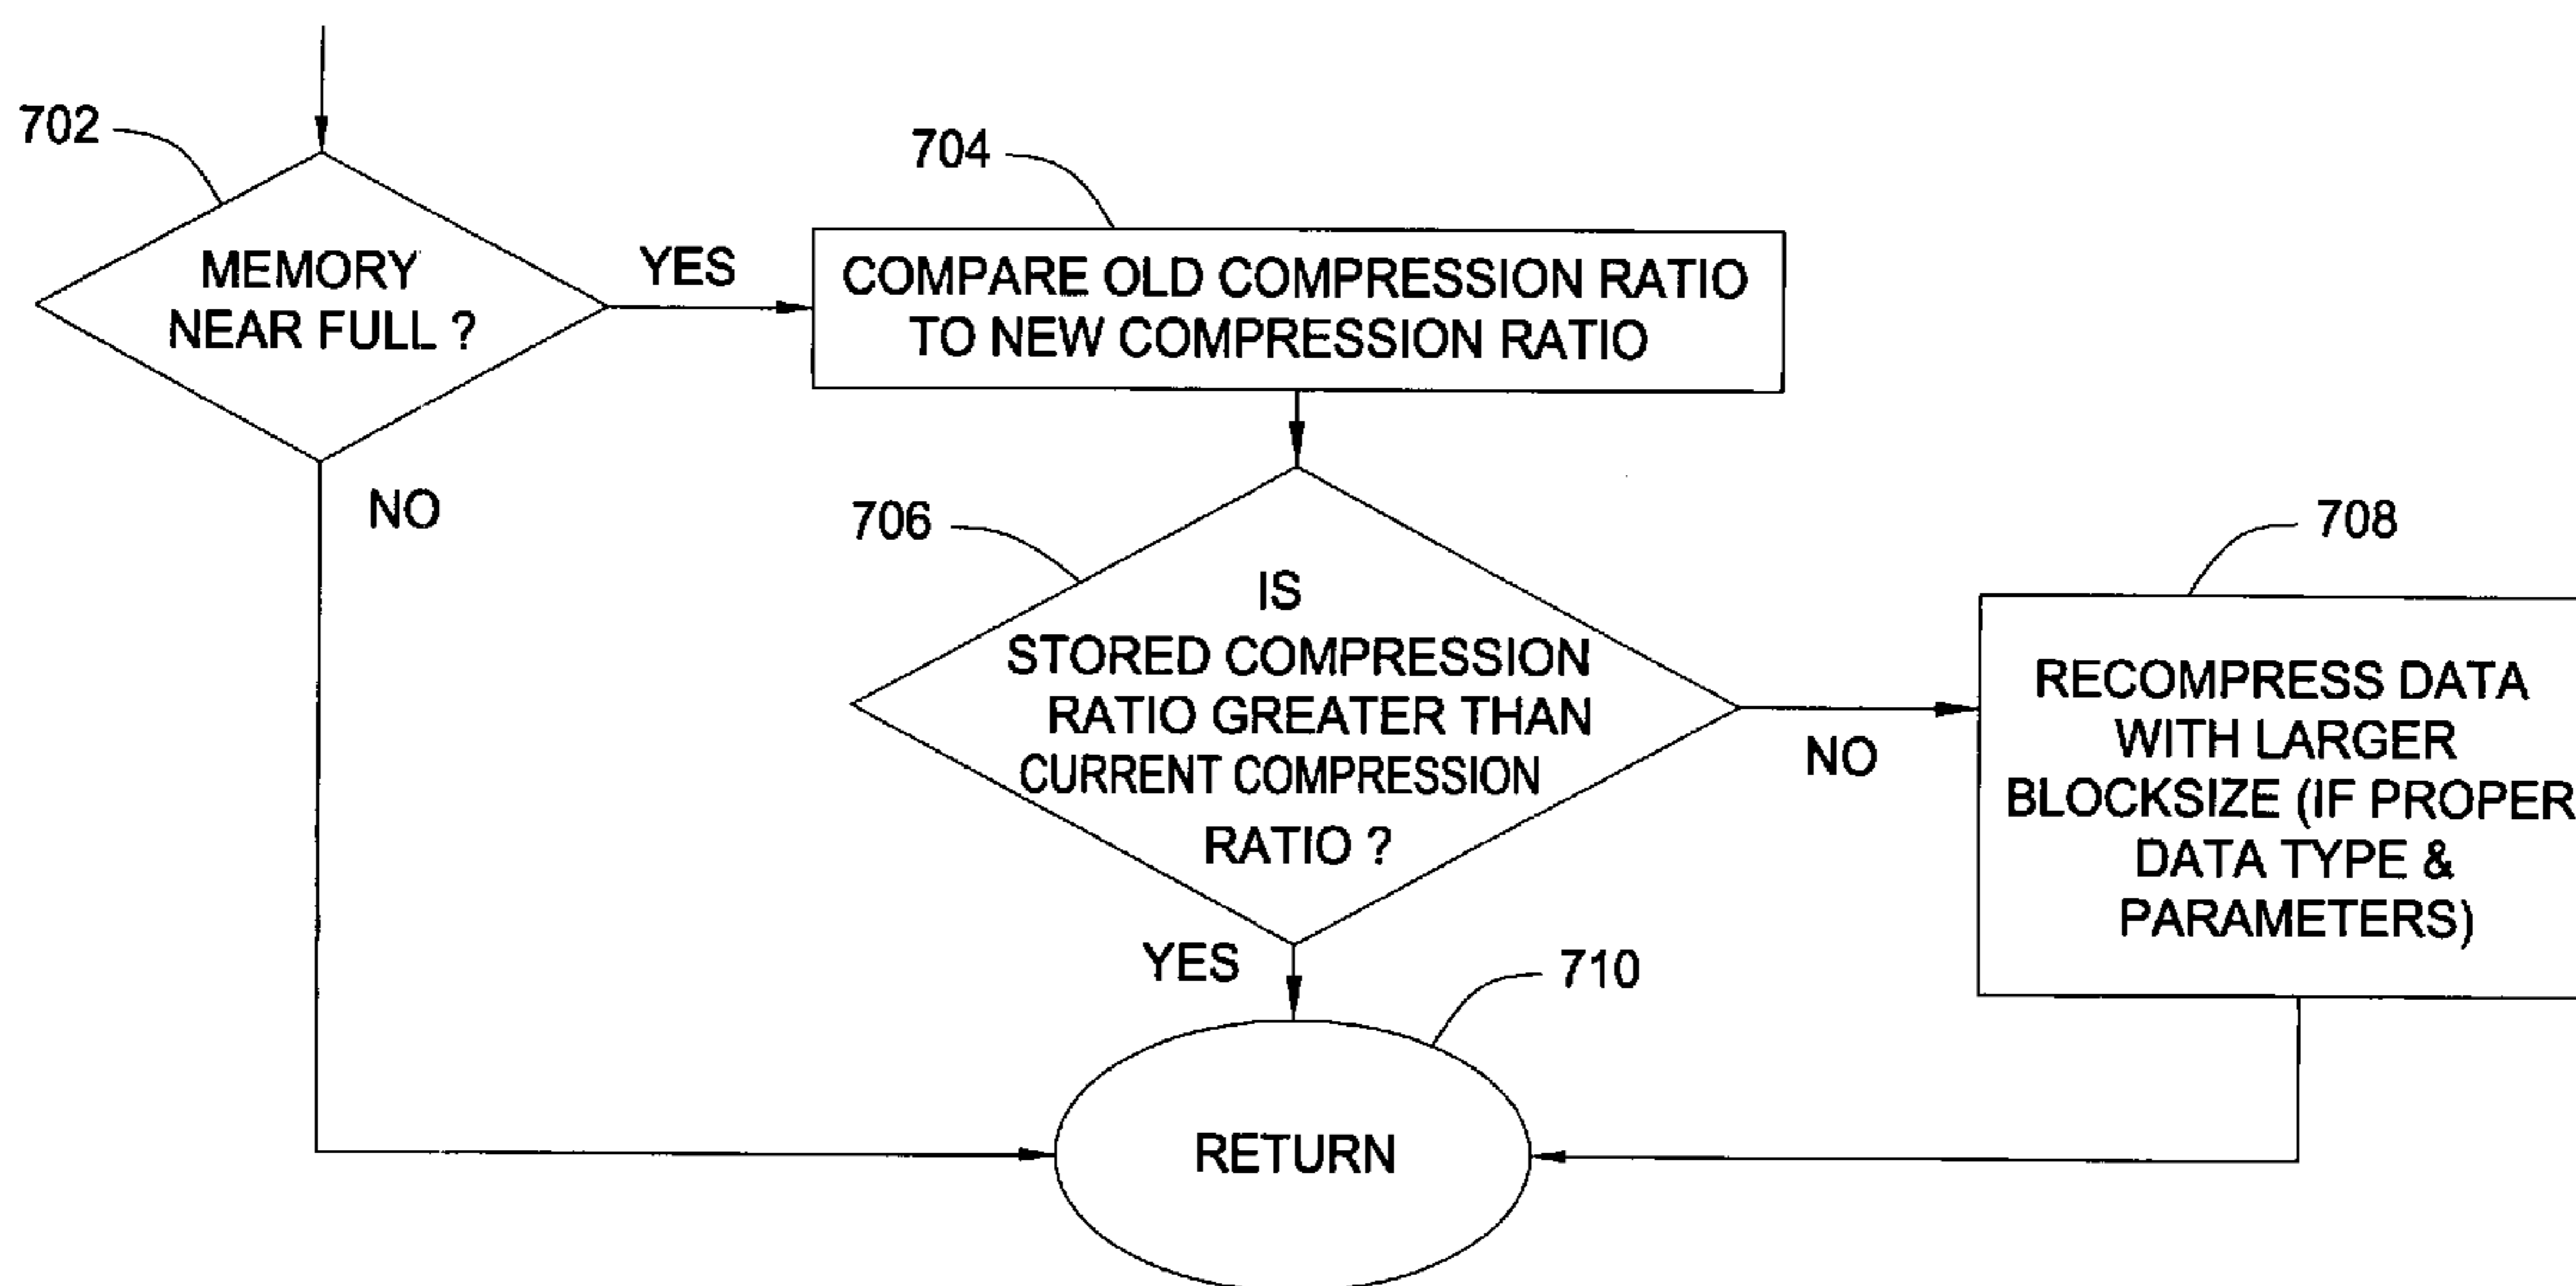 702
MEMORY
NEAR FULL ?
YES
NO
704
COMPARE OLD COMPRESSION RATIO
TO NEW COMPRESSION RATIO
706
IS
STORED COMPRESSION
RATIO GREATER THAN
CURRENT COMPRESSION
RATIO ?
NO
YES
708
RECOMPRESS DATA
WITH LARGER
BLOCKSIZE (IF PROPER
DATA TYPE &
PARAMETERS)
710
RETURN